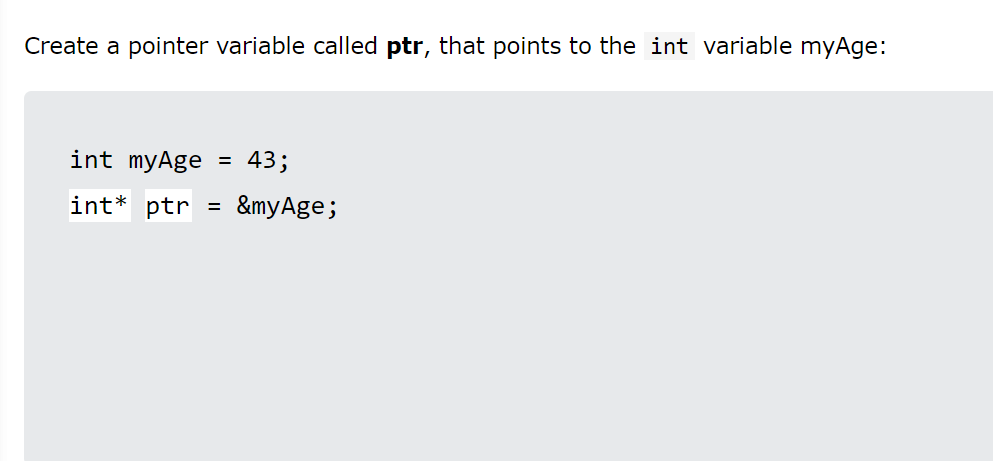 Create a pointer variable called ptr, that points to the int variable myAge:
int myAge = 43;
int* ptr = &myAge;